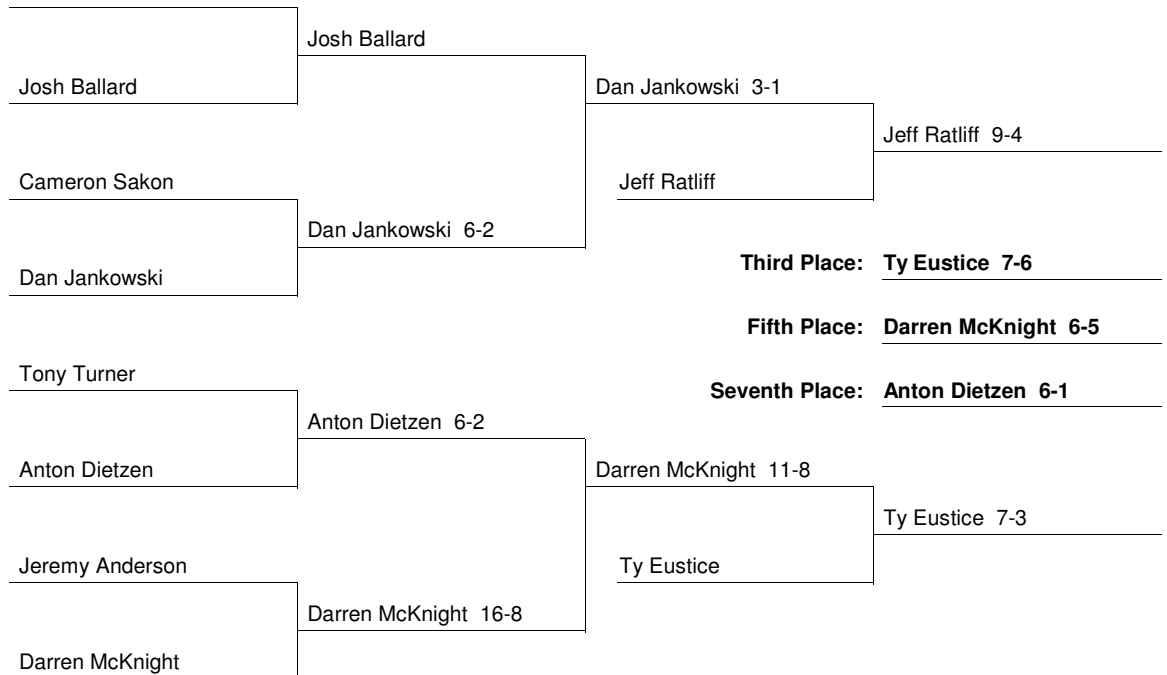 Josh Ballard
Josh Ballard
Dan Jankowski 3-1
Jeff Ratliff 9-4
Cameron Sakon
Jeff Ratliff
Dan Jankowski 6-2
Third Place: Ty Eustice 7-6
Dan Jankowski
Fifth Place: Darren McKnight 6-5
Tony Turner
Seventh Place: Anton Dietzen 6-1
Anton Dietzen 6-2
Anton Dietzen
Darren McKnight 11-8
Ty Eustice 7-3
Jeremy Anderson
Ty Eustice
Darren McKnight 16-8
Darren McKnight